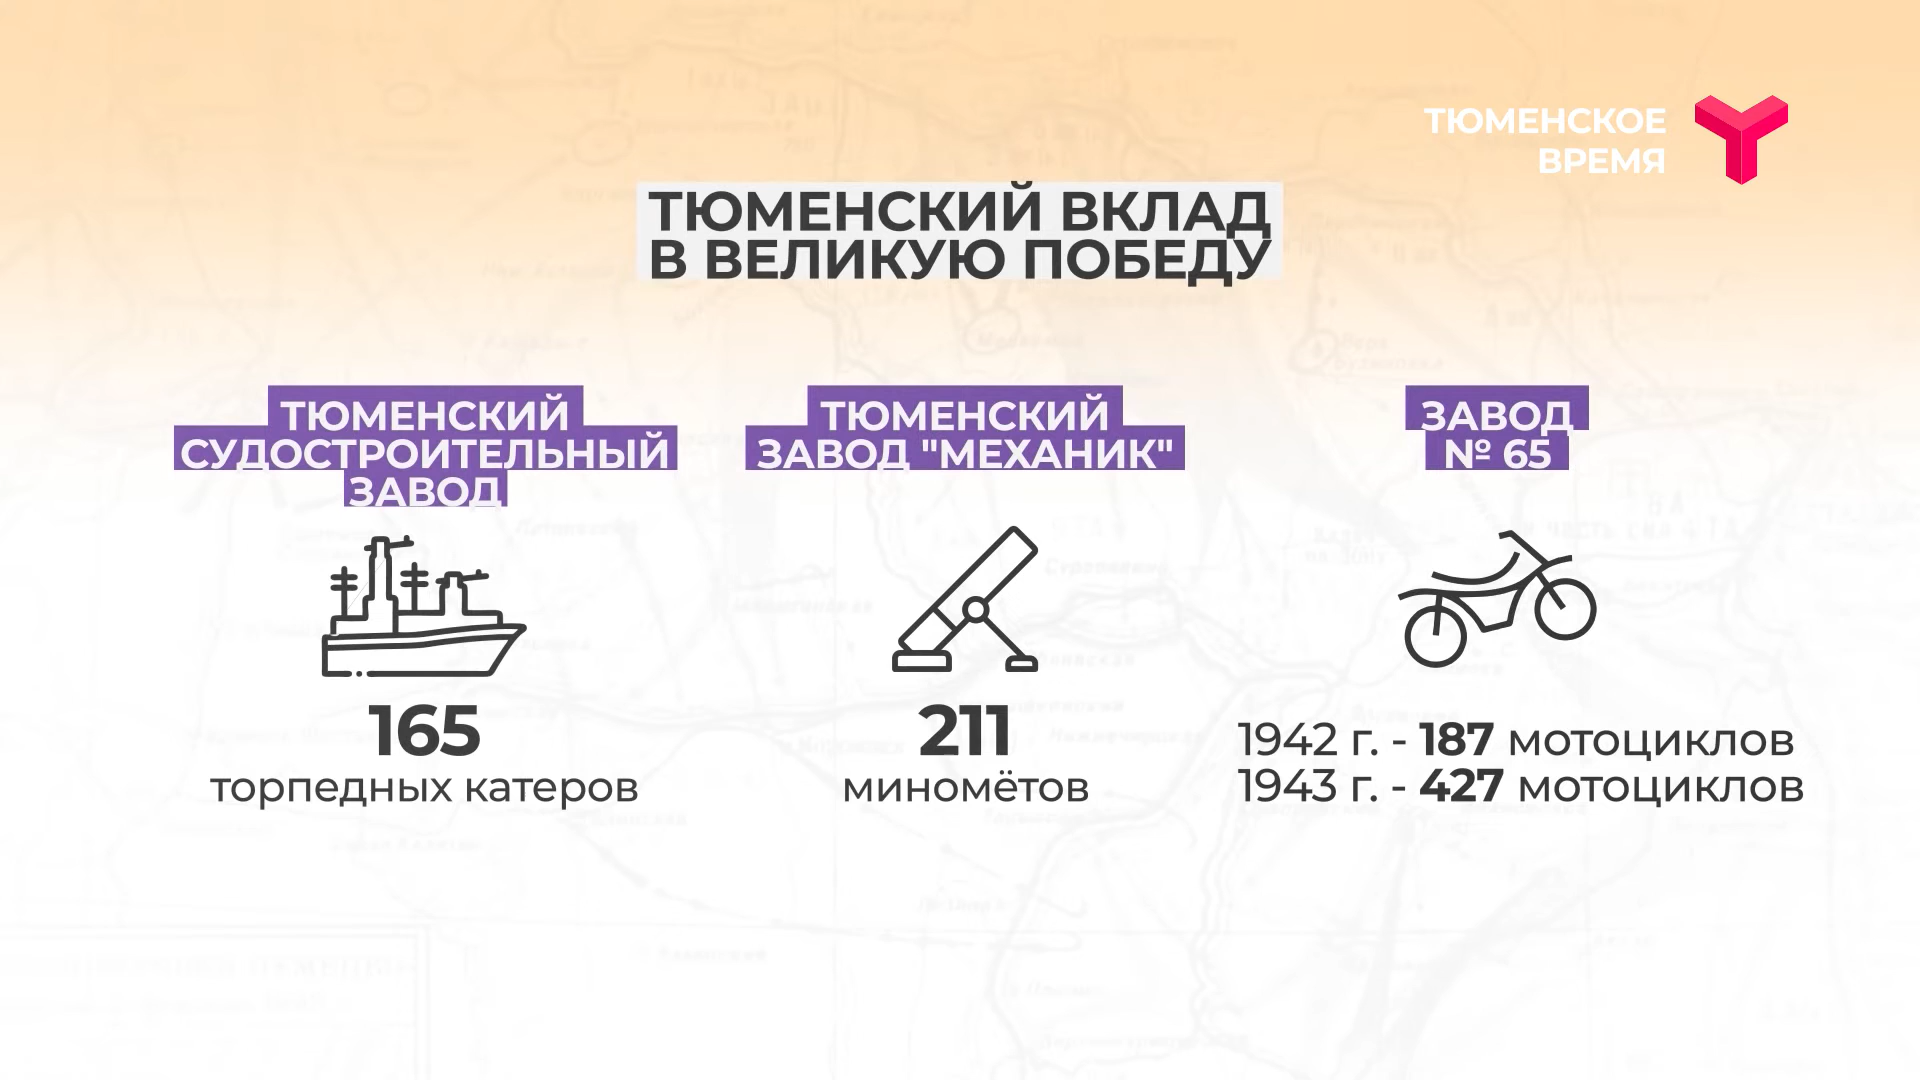 ТЮМЕНСКОЕ
ВРЕМЯ
ТЮМЕНСКИЙ ВКЛАД
В ВЕЛИКУЮ ПОБЕДУ
ТЮМЕНСКИЙ
СУДОСТРОИТЕЛЬНЫЙ
ЗАВОД
165
торпедных катеров
ТЮМЕНСКИЙ
ЗАВОД "МЕХАНИК"
211
миномётов
ЗАВОД
№ 65
1942 г. - 187 мотоциклов
1943 г. - 427 мотоциклов